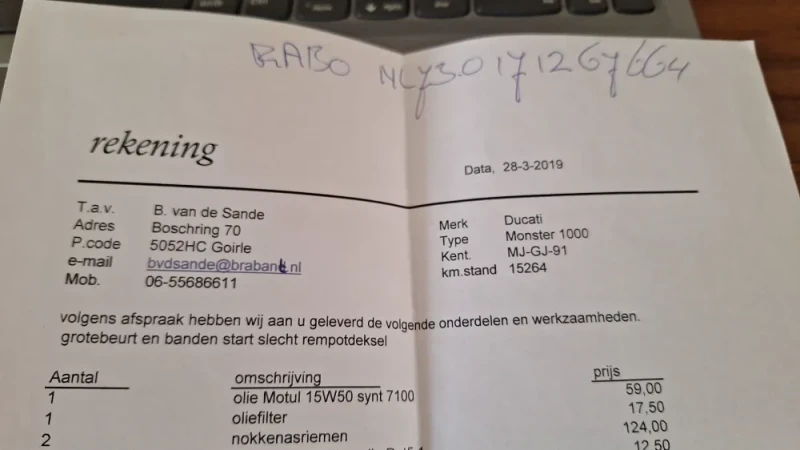 RABO NL73 0171267664
rekening
Data, 28-3-2019
T.a.v. B. van de Sande
Adres Boschring 70
P.code 5052HC Goirle
e-mail bvdsande@brabant.nl
Mob. 06-55686611
Merk Ducati
Type Monster 1000
Kent. MJ-GJ-91
km.stand 15264
volgens afspraak hebben wij aan u geleverd de volgende onderdelen en werkzaamheden.
grotebeurt en banden start slecht rempotdeksel
Aantal omschrijving prijs
1 olie Motul 15W50 synt 7100 59,00
1 oliefilter 17,50
2 nokkenasriemen 124,00
12,50